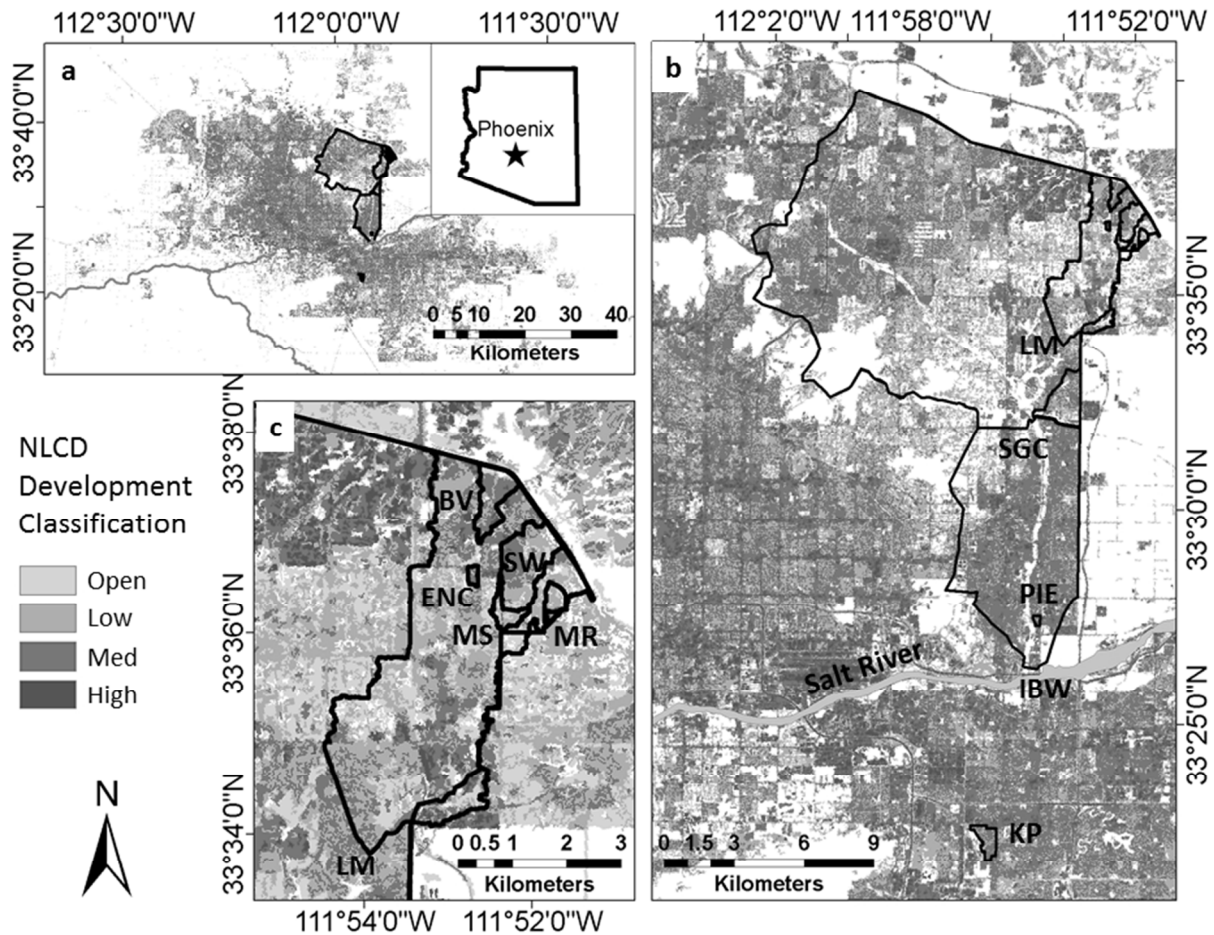 112°30'0"W 112°0'0"W 111°30'0"W
112°2'0"W 111°58'0"W 111°52'0"W
a
b
Phoenix
33°40'0"N
33°20'0"N
0 5 10 20 30 40
Kilometers
33°35'0"N
33°30'0"N
33°25'0"N
LM
SGC
PIE
Salt River
IBW
KP
0 1.5 3 6 9
Kilometers
c
33°38'0"N
33°36'0"N
33°34'0"N
BV
SW
ENC
MS
MR
LM
0 0.5 1 2 3
Kilometers
111°54'0"W 111°52'0"W
NLCD
Development
Classification
Open
Low
Med
High
N